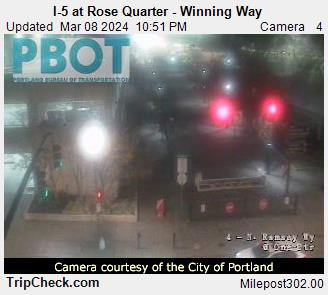 I-5 at Rose Quarter - Winning Way
Updated Mar 08 2024 10:51 PM Camera 4
PBOT
PORTLAND BUREAU OF TRANSPORTATION
4 - N. Ramsay Wy
Camera courtesy of the City of Portland
TripCheck.com Milepost302.00